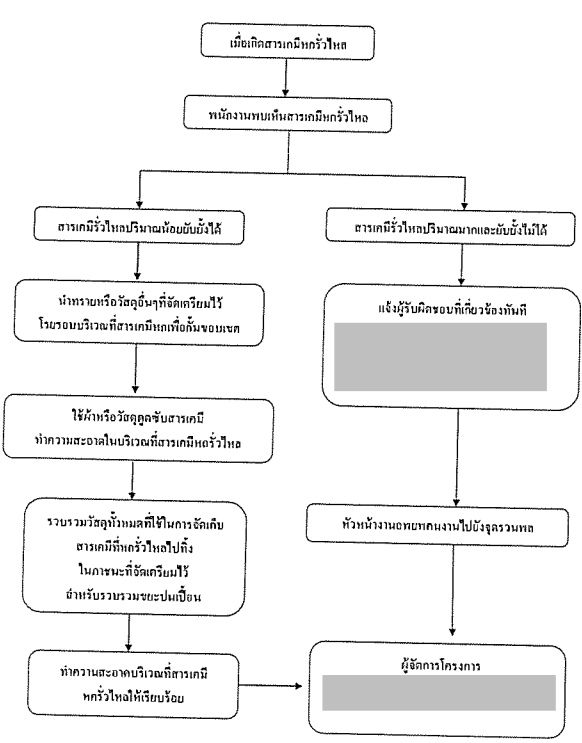 เมื่อเกิดสารเคมีหกรั่วไหล
พนักงานพบเห็นสารเคมีหกรั่วไหล
สารเคมีรั่วไหลปริมาณน้อยยับยั้งได้
สารเคมีรั่วไหลปริมาณมากและยับยั้งไม่ได้
นำทรายหรือวัสดุอื่นๆที่จัดเตรียมไว้
โรยรอบบริเวณที่สารเคมีหกเพื่อกั้นขอบเขต
แจ้งผู้รับผิดชอบที่เกี่ยวข้องทันที
ใช้ผ้าหรือวัสดุดูดซับสารเคมี
ทำความสะอาดในบริเวณที่สารเคมีหกรั่วไหล
รวบรวมวัสดุทั้งหมดที่ใช้ในการจัดเก็บ
สารเคมีที่หกรั่วไหลไปทิ้ง
ในภาชนะที่จัดเตรียมไว้
สำหรับรวบรวมขยะปนเปื้อน
หัวหน้างานอพยพคนงานไปยังจุดรวมพล
ทำความสะอาดบริเวณที่สารเคมี
หกรั่วไหลให้เรียบร้อย
ผู้จัดการโครงการ